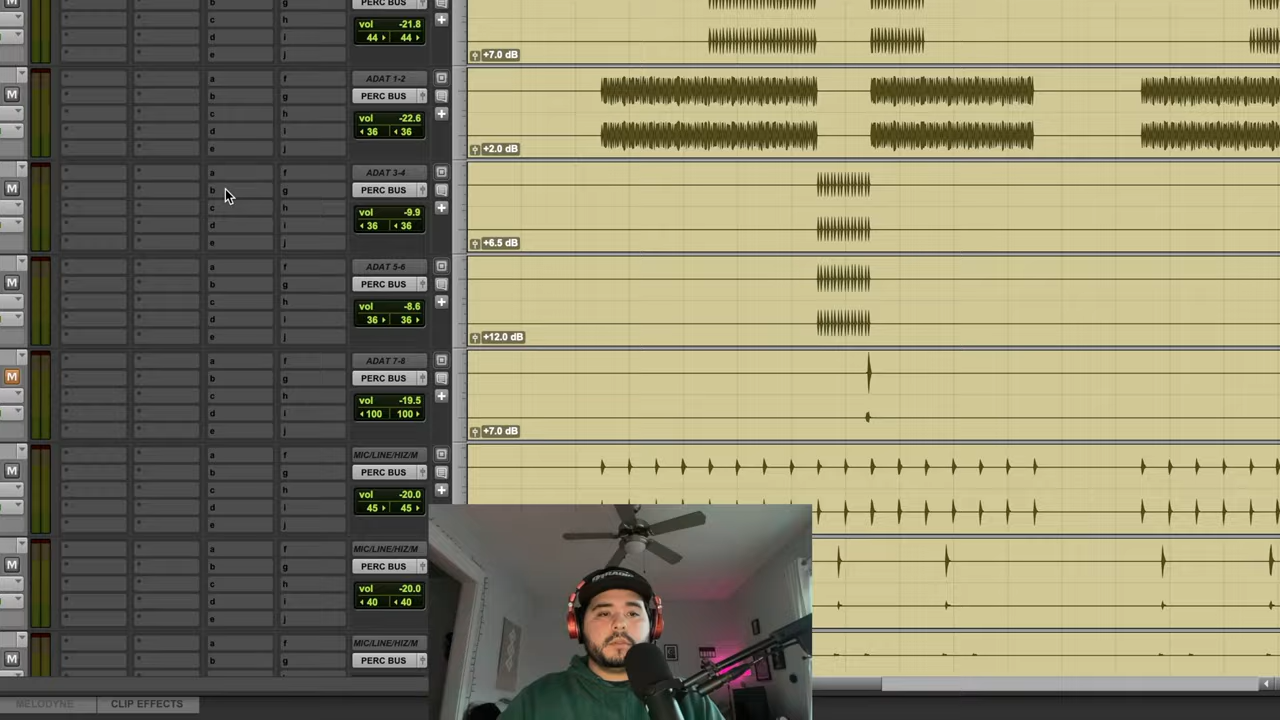 M b g
c h vol -21.8
d i 44 ▸ 44 ▸
e j +7.0 dB
a f ADAT 1-2
M b g PERC BUS
c h vol -22.6
d i ◂ 36 ◂ 36
e j +2.0 dB
a f ADAT 3-4
M b g PERC BUS
c h vol -9.9
d i ◂ 36 ◂ 36
e j +6.5 dB
a f ADAT 5-6
M b g PERC BUS
c h vol -8.6
d i 36 ▸ 36 ▸
e j +12.0 dB
a f ADAT 7-8
M b g PERC BUS
c h vol -19.5
d i ◂ 100 100 ▸
e j +7.0 dB
a f MIC/LINE/HIZ/M
M b g PERC BUS
c h vol -20.0
d i 45 ▸ 45 ▸
e j
a f MIC/LINE/HIZ/M
M b g PERC BUS
c h vol -20.0
d i ◂ 40 ◂ 40
e j
a f MIC/LINE/HIZ/M
M b g PERC BUS
MELODYNE CLIP EFFECTS